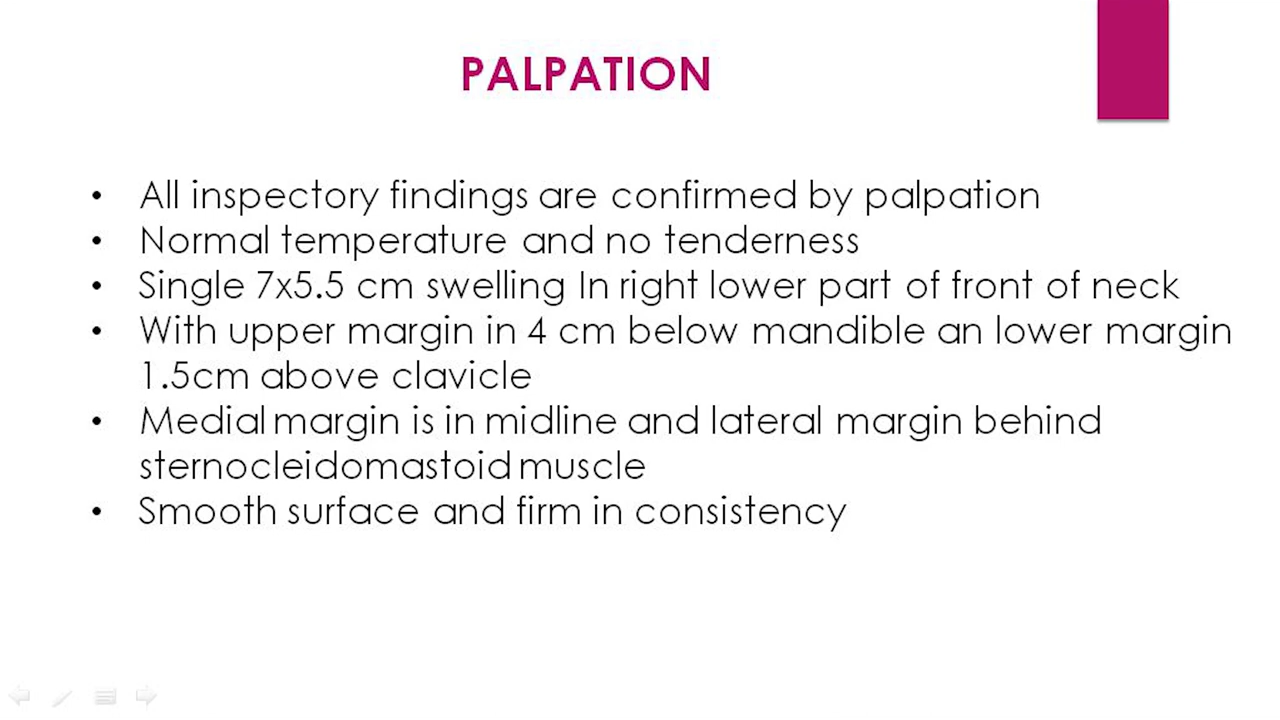 PALPATION
• All inspectory findings are confirmed by palpation
• Normal temperature and no tenderness
• Single 7x5.5 cm swelling In right lower part of front of neck
• With upper margin in 4 cm below mandible an lower margin
1.5cm above clavicle
• Medial margin is in midline and lateral margin behind
sternocleidomastoid muscle
• Smooth surface and firm in consistency